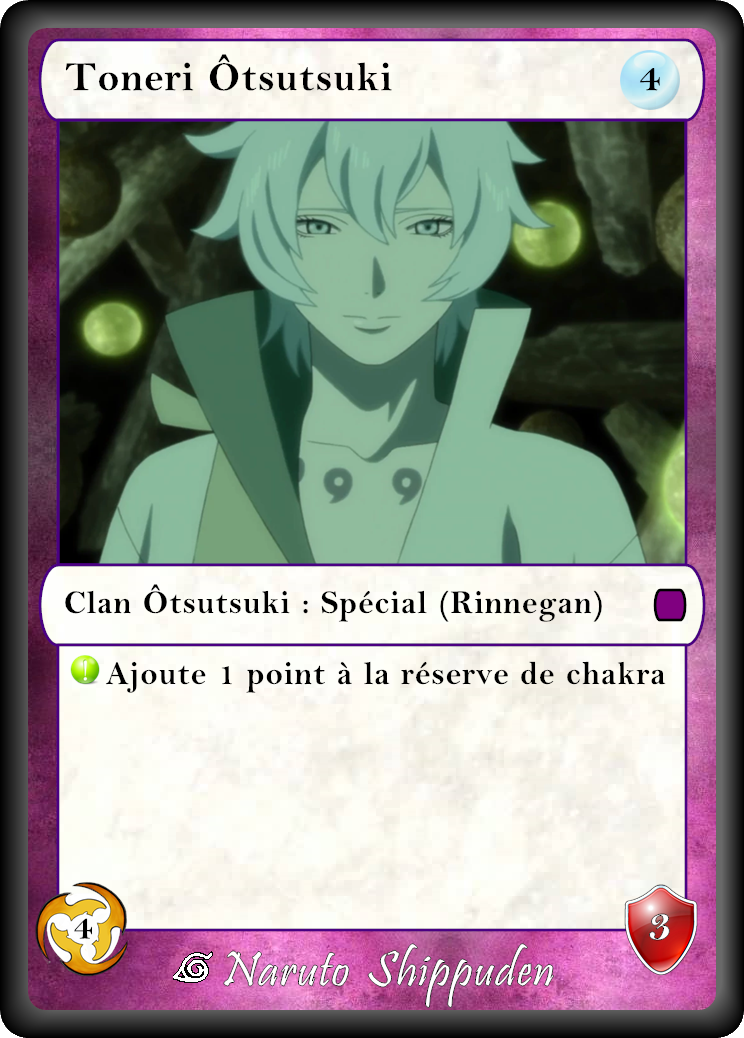 Toneri Ôtsutsuki
4
Clan Ôtsutsuki : Spécial (Rinnegan)
! Ajoute 1 point à la réserve de chakra
4
3
Naruto Shippuden